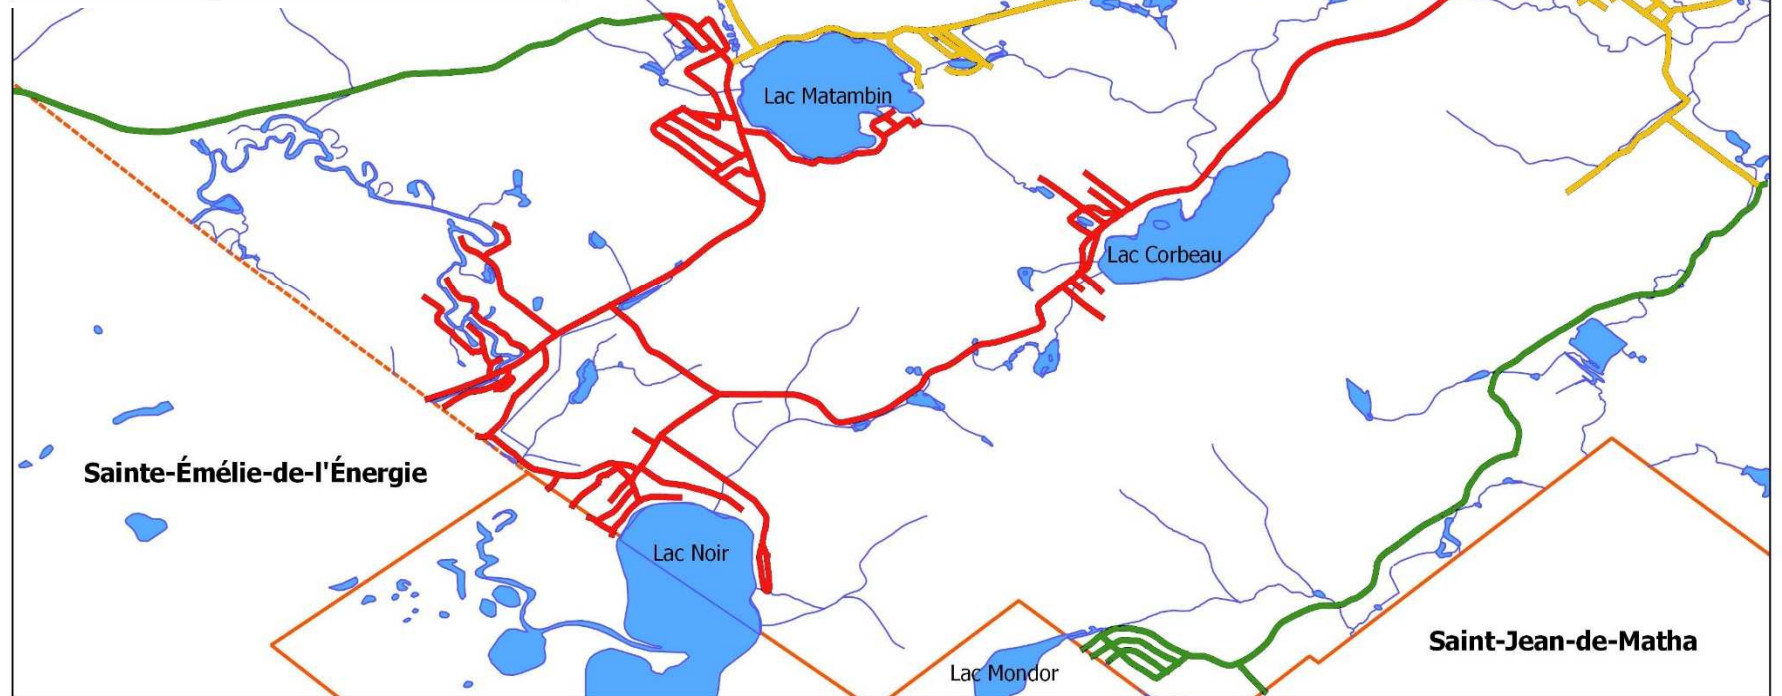 Lac Matambin
Lac Corbeau
Sainte-Émélie-de-l'Énergie
Lac Noir
Saint-Jean-de-Matha
Lac Mondor